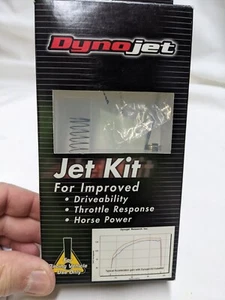 Dynojet
Jet Kit
For Improved
• Driveability
• Throttle Response
• Horse Power